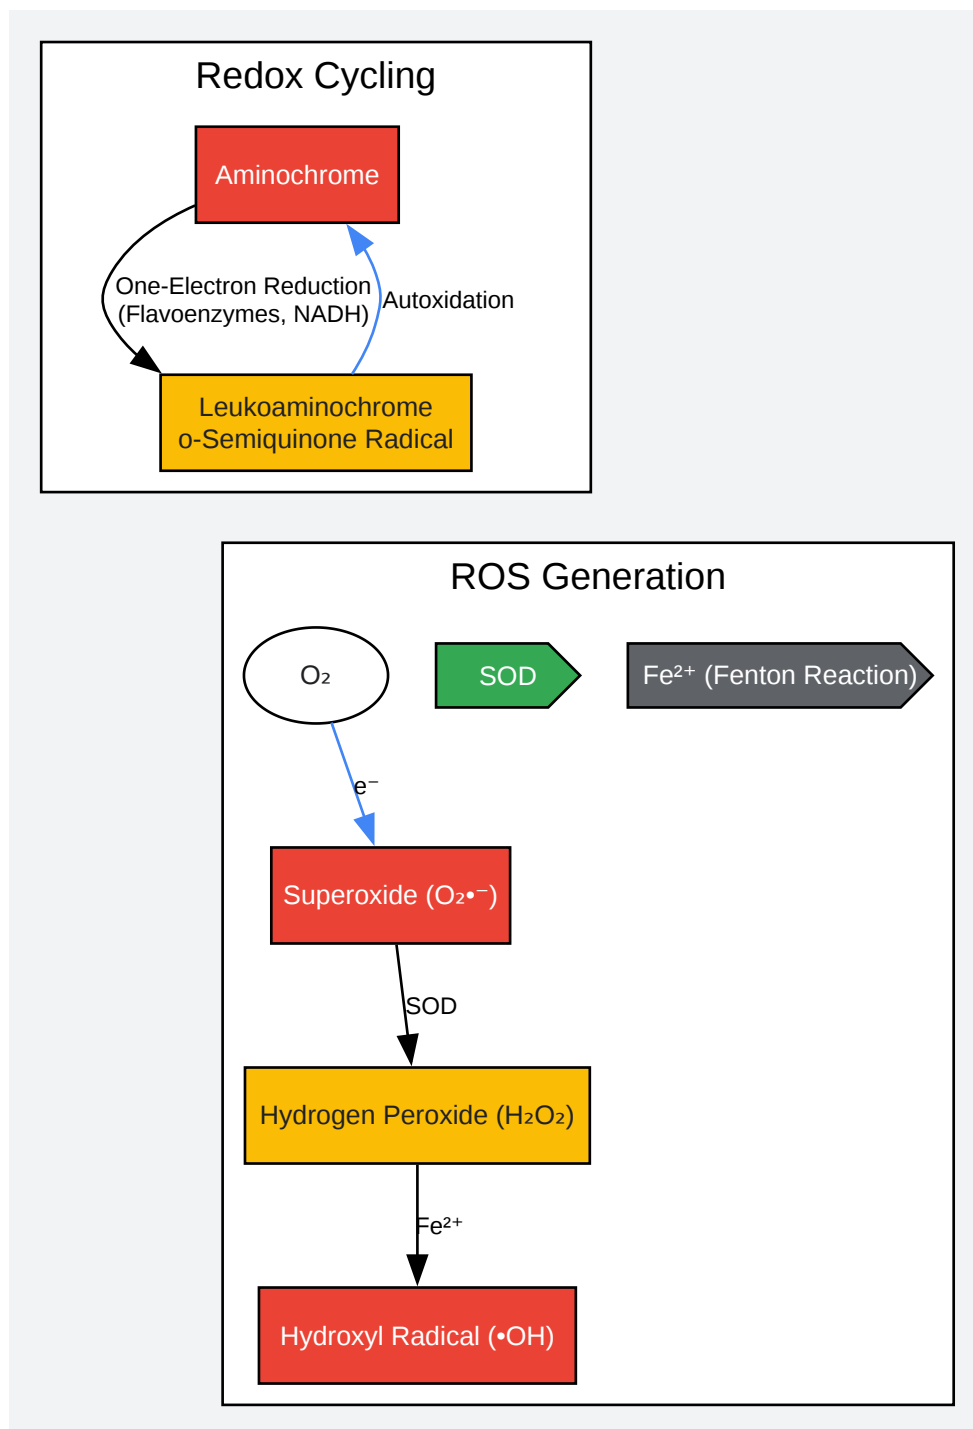 Redox Cycling
Aminochrome
One-Electron Reduction
(Flavoenzymes, NADH)
Autoxidation
Leukoaminochrome
o-Semiquinone Radical
ROS Generation
O₂
SOD
Fe²⁺ (Fenton Reaction)
e⁻
Superoxide (O₂•⁻)
SOD
Hydrogen Peroxide (H₂O₂)
Fe²⁺
Hydroxyl Radical (•OH)